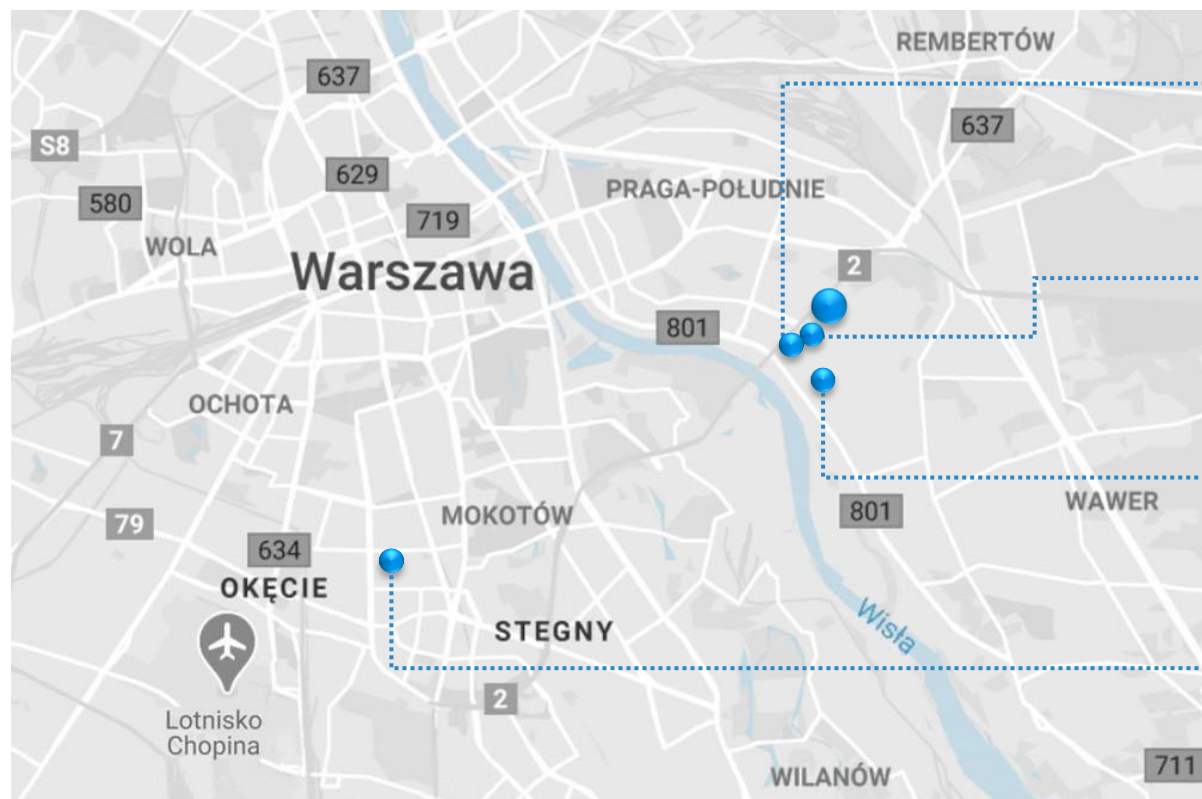 REMBERTÓW
637
637
S8
629
PRAGA-POŁUDNIE
580
719
WOLA
2
Warszawa
801
OCHOTA
7
WAWER
801
MOKOTÓW
79
634
OKĘCIE
Wisła
STEGNY
2
Lotnisko
Chopina
711
WILANÓW